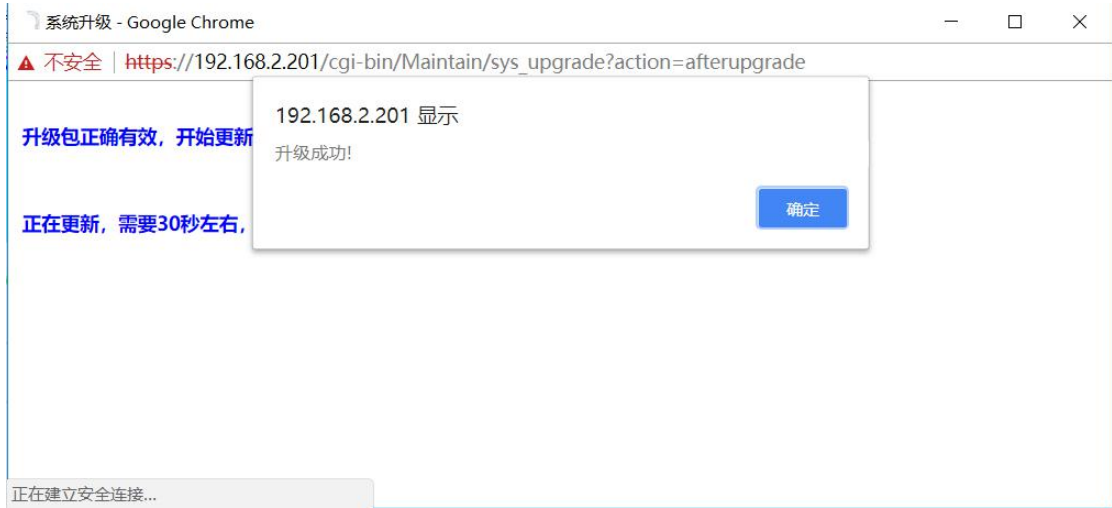 系统升级 - Google Chrome
不安全 | https://192.168.2.201/cgi-bin/Maintain/sys_upgrade?action=afterupgrade
192.168.2.201 显示
升级包正确有效，开始更新
升级成功!
确定
正在更新，需要30秒左右，
正在建立安全连接...